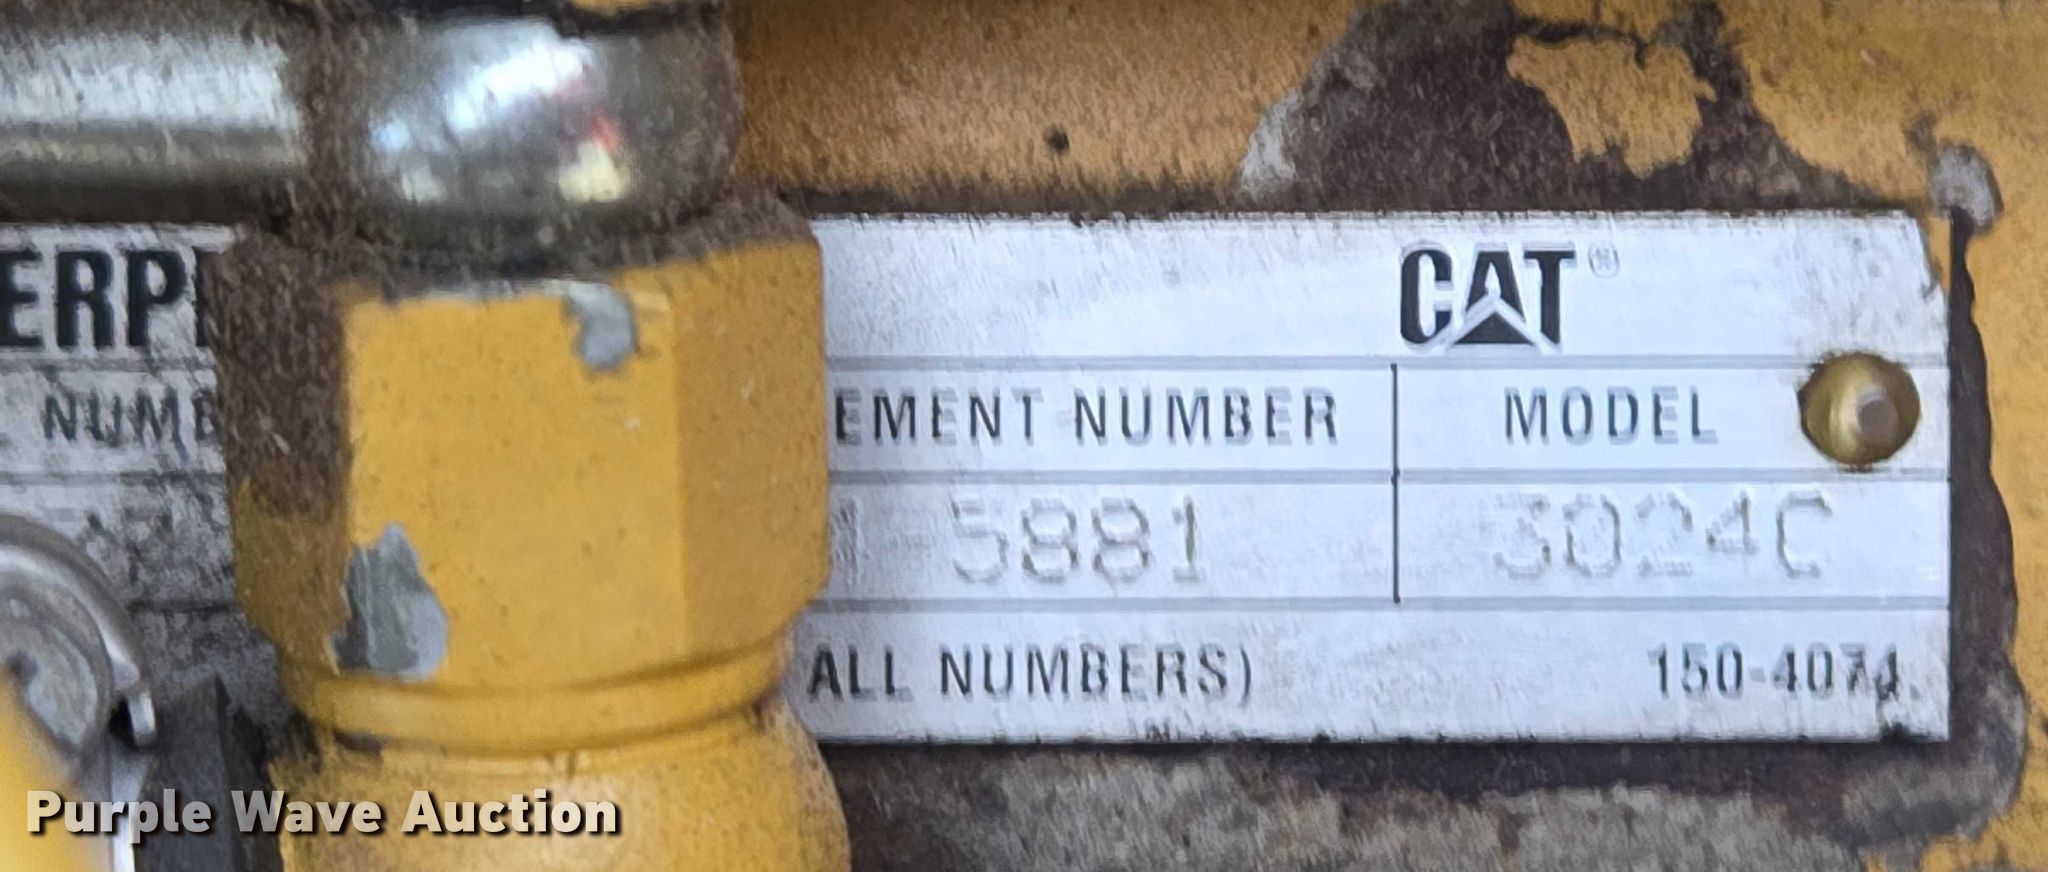 ERP CAT®
NUMB EMENT NUMBER MODEL
5881 3024C
ALL NUMBERS) 150-4074
Purple Wave Auction